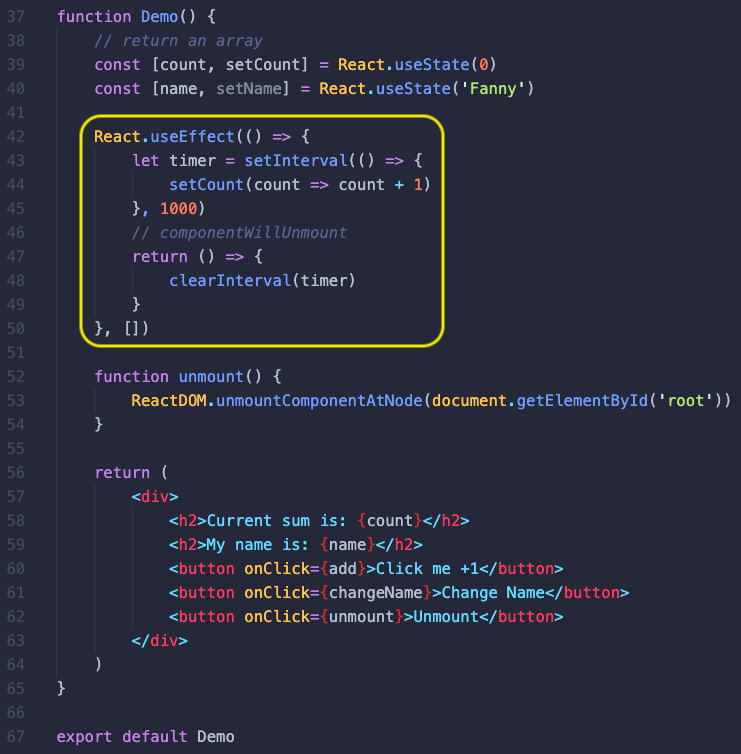 37 function Demo() {
38     // return an array
39     const [count, setCount] = React.useState(0)
40     const [name, setName] = React.useState('Fanny')
41
42     React.useEffect(() => {
43         let timer = setInterval(() => {
44             setCount(count => count + 1)
45         }, 1000)
46         // componentWillUnmount
47         return () => {
48             clearInterval(timer)
49         }
50     }, [])
51
52     function unmount() {
53         ReactDOM.unmountComponentAtNode(document.getElementById('root'))
54     }
55
56     return (
57         <div>
58             <h2>Current sum is: {count}</h2>
59             <h2>My name is: {name}</h2>
60             <button onClick={add}>Click me +1</button>
61             <button onClick={changeName}>Change Name</button>
62             <button onClick={unmount}>Unmount</button>
63         </div>
64     )
65 }
66
67 export default Demo